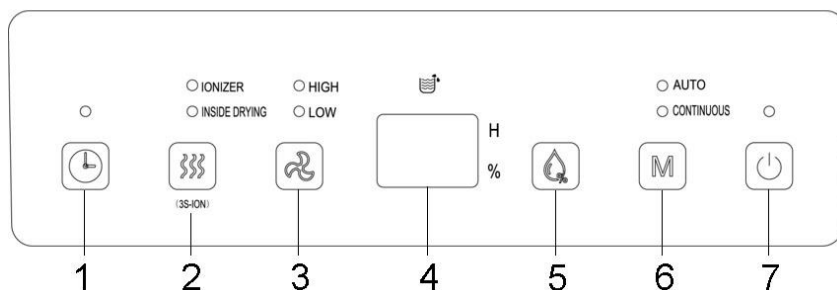 IONIZER
INSIDE DRYING
HIGH
LOW
H
%
AUTO
CONTINUOUS
(3S-ION)
%
M
1 2 3 4 5 6 7